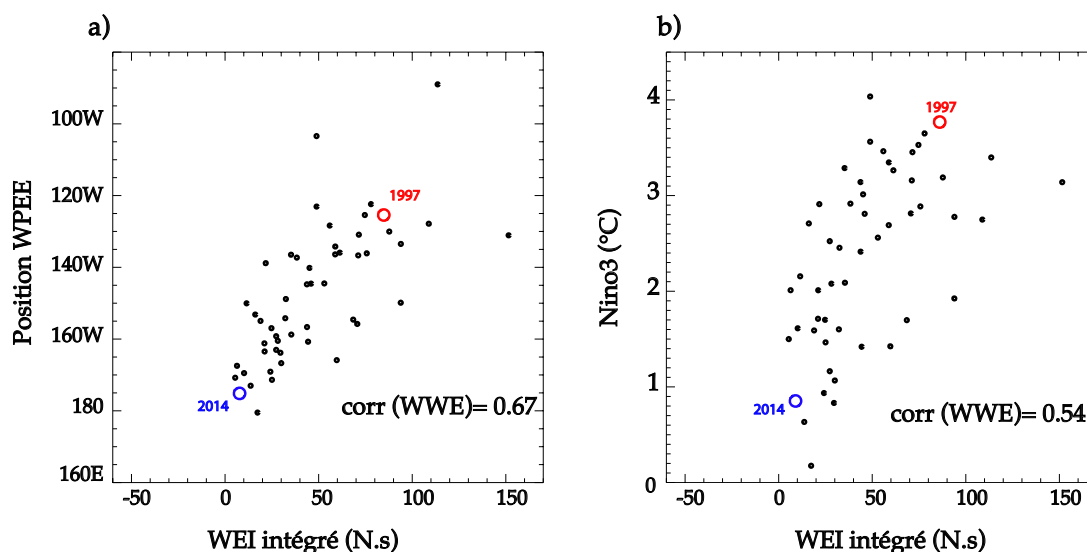 a)
Position WPEE
100W
120W
140W
160W
180
160E
1997
2014
corr (WWE)= 0.67
-50
0
50
100
150
WEI intégré (N.s)
b)
Nino3 (°C)
4
3
2
1
0
1997
2014
corr (WWE)= 0.54
-50
0
50
100
150
WEI intégré (N.s)